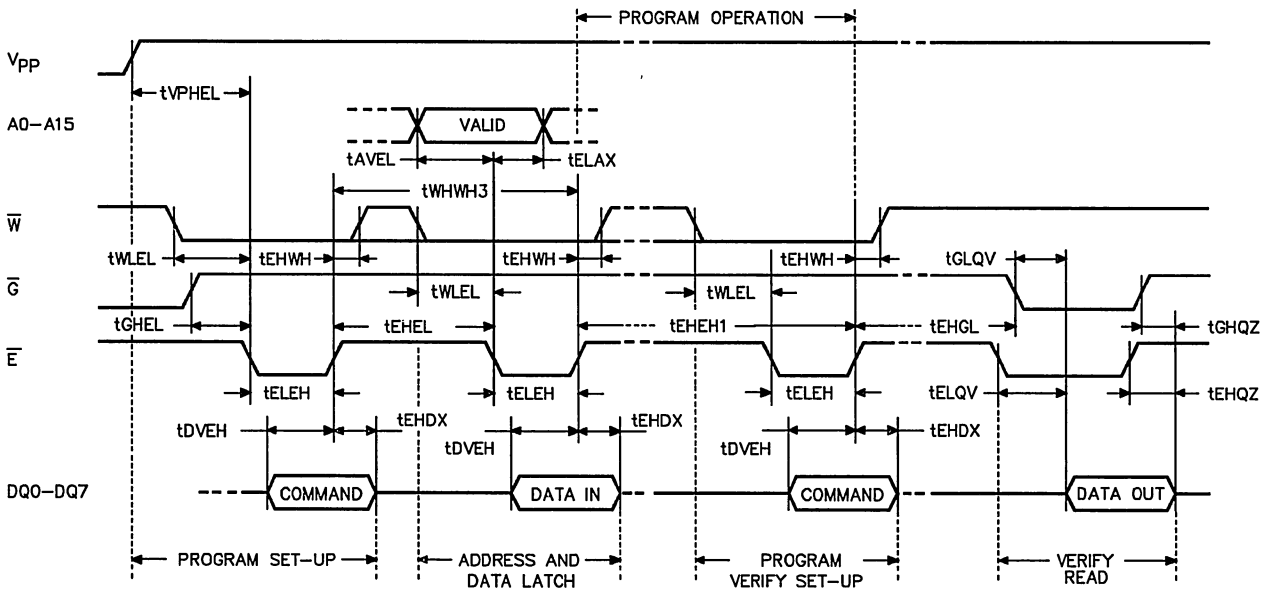 PROGRAM OPERATION
VPP
tVPHEL
A0-A15
VALID
tAVEL
tELAX
tWHWH3
W
tWLEL
tEHWH
tEHWH
tEHWH
tGLQV
G
tWLEL
tWLEL
tGHEL
tEHEL
tEHEH1
tEHGL
tGHQZ
E
tELEH
tELEH
tELEH
tELQV
tEHQZ
tDVEH
tEHDX
tDVEH
tEHDX
tDVEH
tEHDX
DQ0-DQ7
COMMAND
DATA IN
COMMAND
DATA OUT
PROGRAM SET-UP
ADDRESS AND
DATA LATCH
PROGRAM
VERIFY SET-UP
VERIFY
READ